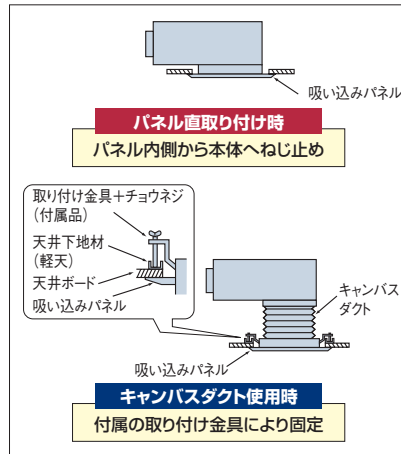 吸い込みパネル
パネル直取り付け時
パネル内側から本体へねじ止め
取り付け金具+チョウネジ
(付属品)
天井下地材
(軽天)
天井ボード
吸い込みパネル
キャンバス
ダクト
吸い込みパネル
キャンバスダクト使用時
付属の取り付け金具により固定